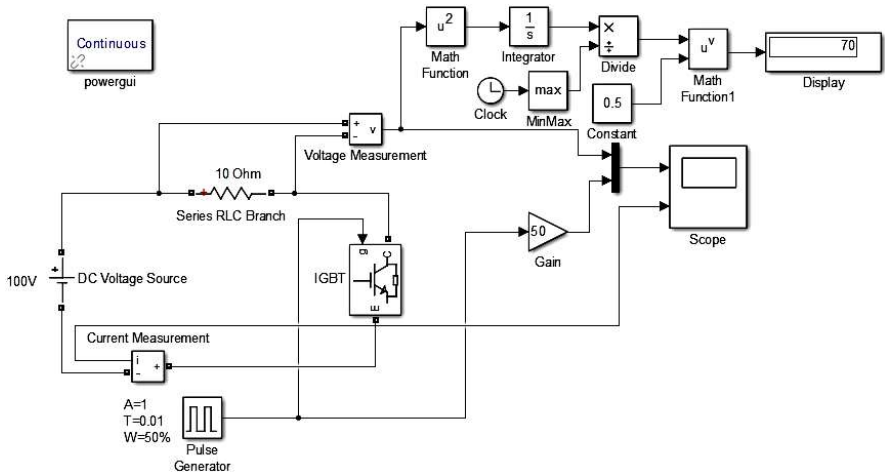 Continuous
powergui
u²
Math
Function
1
s
Integrator
×
÷
Divide
u^v
Math
Function1
70
Display
Clock
max
MinMax
0.5
Constant
+
-
v
Voltage Measurement
10 Ohm
+
Series RLC Branch
Scope
50
Gain
g
C
E
IGBT
+
100V
DC Voltage Source
Current Measurement
i
-
+
A=1
T=0.01
W=50%
Pulse
Generator